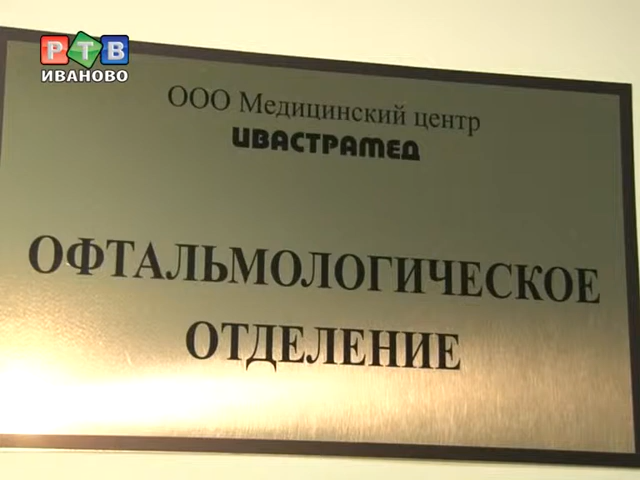 РТВ
ИВАНОВО
ООО Медицинский центр
ИВАСТРАМЕД
ОФТАЛЬМОЛОГИЧЕСКОЕ
ОТДЕЛЕНИЕ